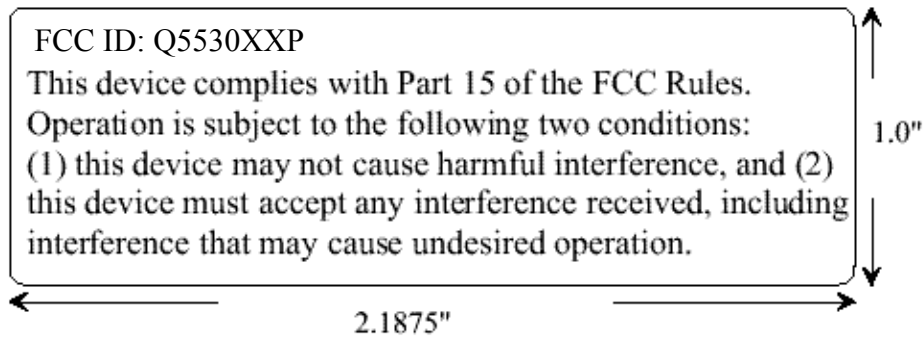 FCC ID: Q5530XXP
This device complies with Part 15 of the FCC Rules.
Operation is subject to the following two conditions:
(1) this device may not cause harmful interference, and (2)
this device must accept any interference received, including
interference that may cause undesired operation.
1.0"
2.1875"